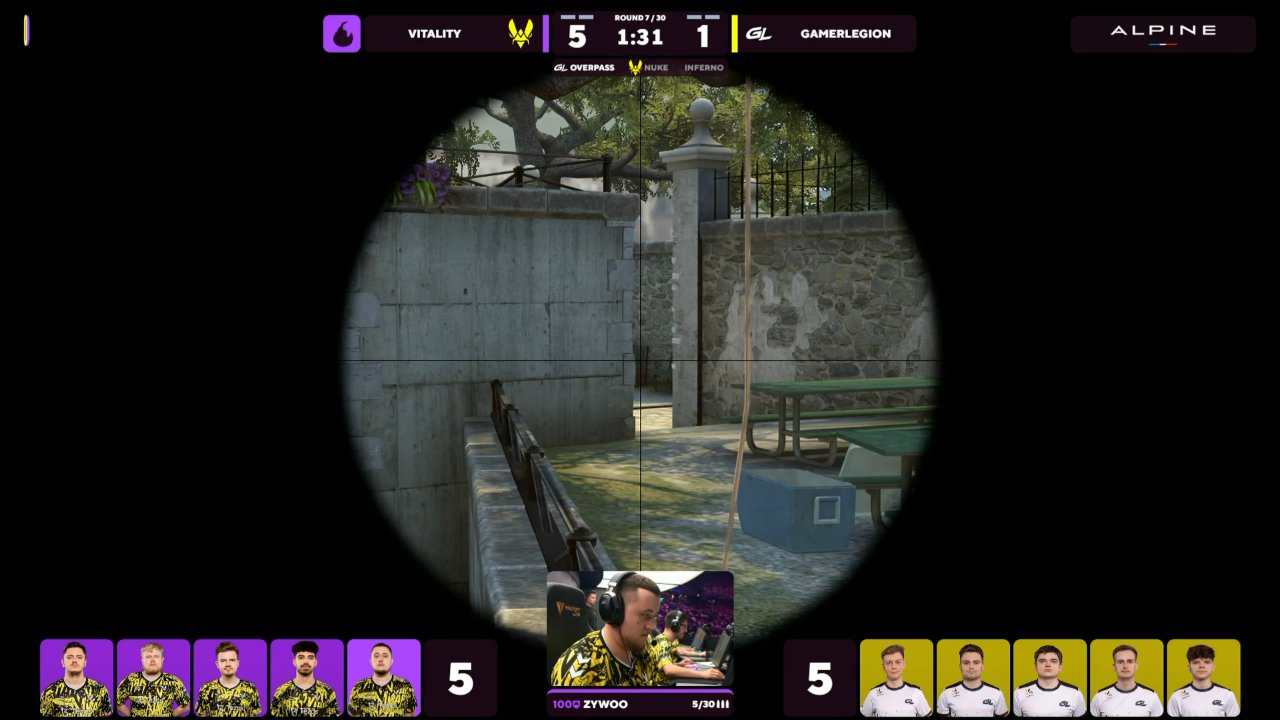 VITALITY
5
ROUND 7 / 30
1:31
1
GL
GAMERLEGION
ALPINE
GL OVERPASS
NUKE
INFERNO
5
5
100
ZYWOO
5/30